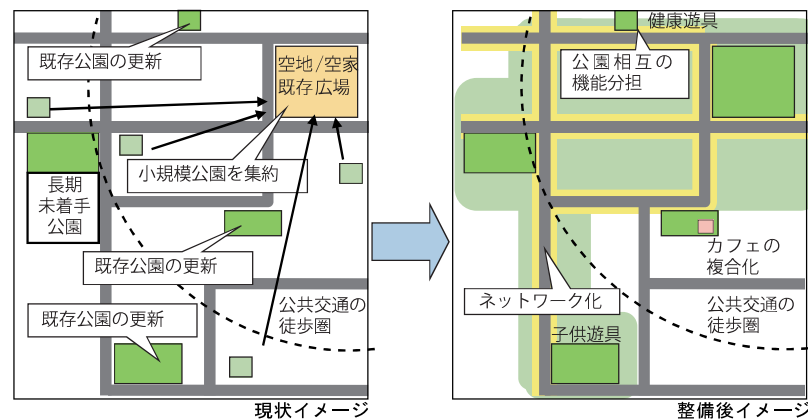 既存公園の更新
空地/空家
既存広場
小規模公園を集約
長期
未着手
公園
既存公園の更新
既存公園の更新
公共交通の
徒歩圏
現状イメージ
健康遊具
公園相互の
機能分担
カフェの
複合化
ネットワーク化
公共交通の
徒歩圏
子供遊具
整備後イメージ